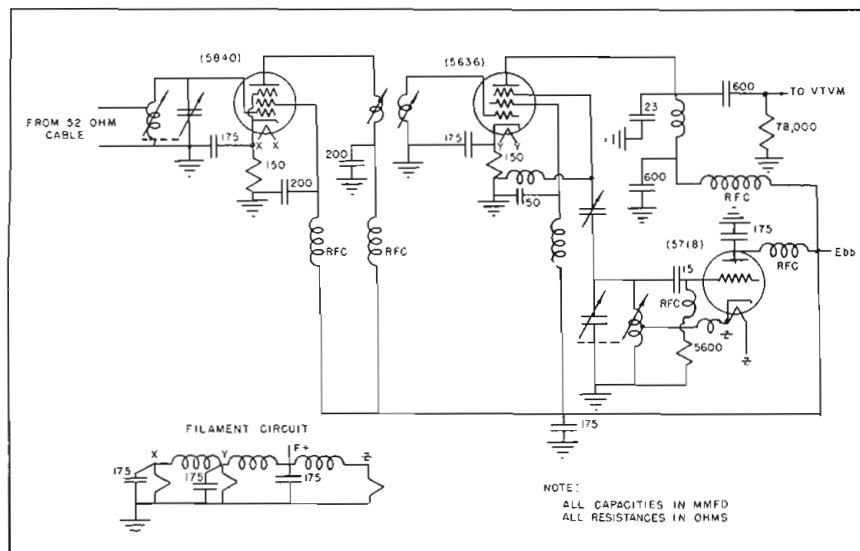 (5840)
(5636)
FROM 52 OHM
CABLE
175
X X
150
200
200
RFC
RFC
175
Y Y
150
50
23
600
TO VTVM
78,000
600
RFC
175
(5718)
RFC
Ebb
15
RFC
5600
Z
Z
175
FILAMENT CIRCUIT
X
Y
F+
Z
175
175
175
NOTE:
ALL CAPACITIES IN MMFD
ALL RESISTANCES IN OHMS